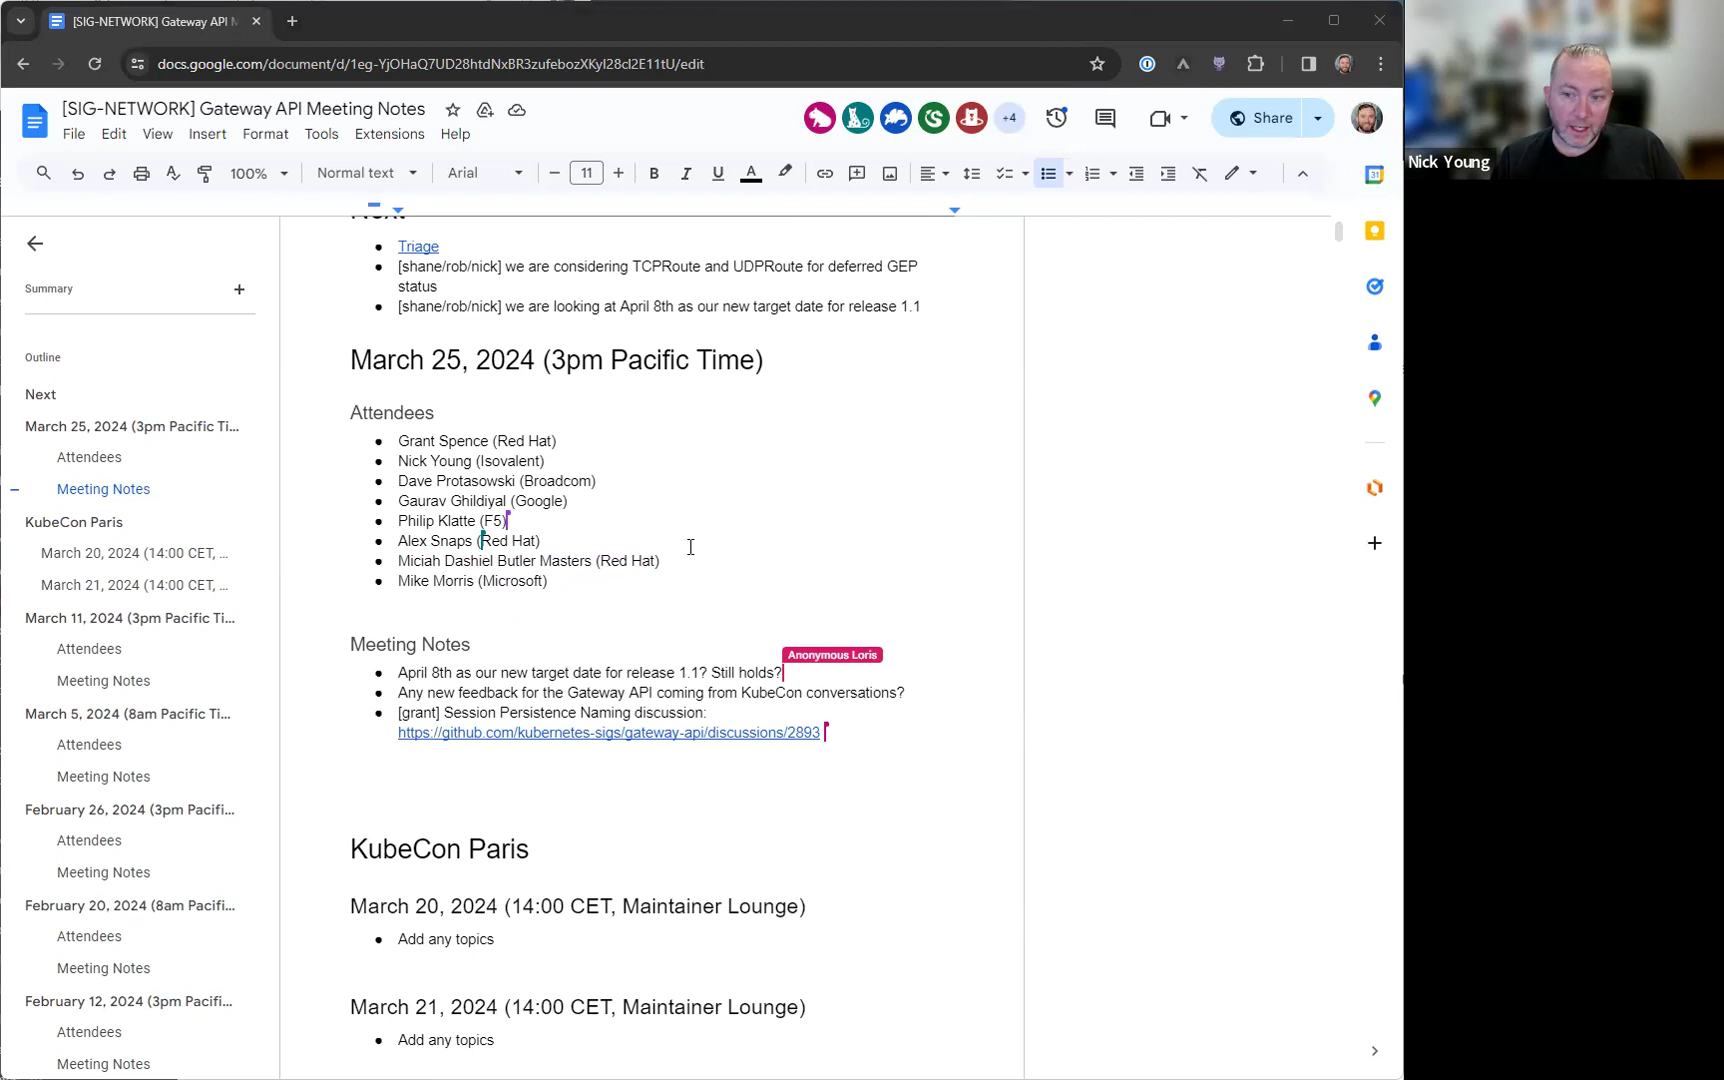 [SIG-NETWORK] Gateway API M
docs.google.com/document/d/1eg-YjOHaQ7UD28htdNxBR3zufebozXKyl28cl2E11tU/edit
[SIG-NETWORK] Gateway API Meeting Notes
File Edit View Insert Format Tools Extensions Help
+4
Share
100% Normal text Arial 11 B I U A
31
Summary
Outline
Next
March 25, 2024 (3pm Pacific Ti...
Attendees
Meeting Notes
KubeCon Paris
March 20, 2024 (14:00 CET, ...
March 21, 2024 (14:00 CET, ...
March 11, 2024 (3pm Pacific Ti...
Attendees
Meeting Notes
March 5, 2024 (8am Pacific Ti...
Attendees
Meeting Notes
February 26, 2024 (3pm Pacifi...
Attendees
Meeting Notes
February 20, 2024 (8am Pacifi...
Attendees
Meeting Notes
February 12, 2024 (3pm Pacifi...
Attendees
Meeting Notes
Next
Triage
[shane/rob/nick] we are considering TCPRoute and UDPRoute for deferred GEP
status
[shane/rob/nick] we are looking at April 8th as our new target date for release 1.1
March 25, 2024 (3pm Pacific Time)
Attendees
Grant Spence (Red Hat)
Nick Young (Isovalent)
Dave Protasowski (Broadcom)
Gaurav Ghildiyal (Google)
Philip Klatte (F5)
Alex Snaps (Red Hat)
Miciah Dashiel Butler Masters (Red Hat)
Mike Morris (Microsoft)
Meeting Notes
Anonymous Loris
April 8th as our new target date for release 1.1? Still holds?
Any new feedback for the Gateway API coming from KubeCon conversations?
[grant] Session Persistence Naming discussion:
https://github.com/kubernetes-sigs/gateway-api/discussions/2893
KubeCon Paris
March 20, 2024 (14:00 CET, Maintainer Lounge)
Add any topics
March 21, 2024 (14:00 CET, Maintainer Lounge)
Add any topics
Nick Young